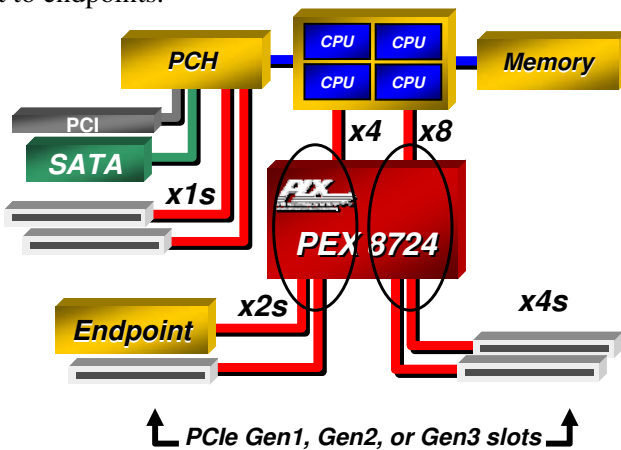 t to endpoints.
PCH
CPU
CPU
CPU
CPU
Memory
PCI
SATA
x1s
x4
x8
PLX
PEX 8724
x2s
x4s
Endpoint
PCIe Gen1, Gen2, or Gen3 slots